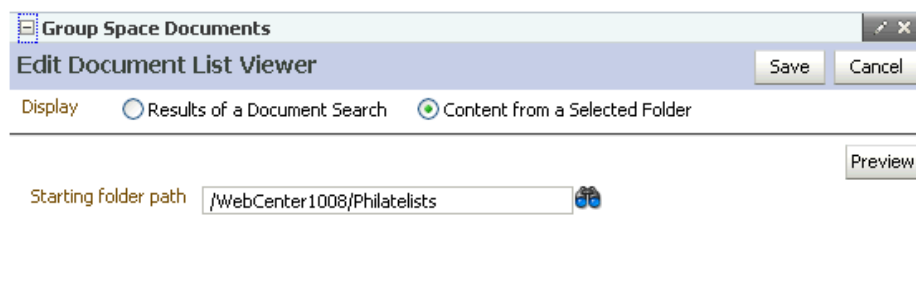 Group Space Documents
Edit Document List Viewer Save Cancel
Display Results of a Document Search Content from a Selected Folder
Preview
Starting folder path /WebCenter1008/Philatelists